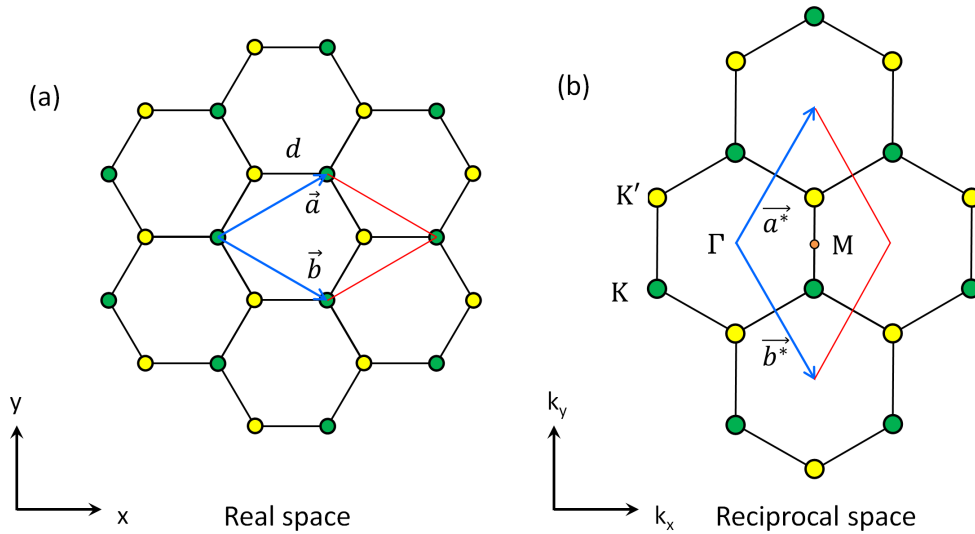 (a)
d
a⃗
b⃗
y
x
Real space
(b)
K′
a*⃗
Γ
M
K
b*⃗
k_y
k_x
Reciprocal space